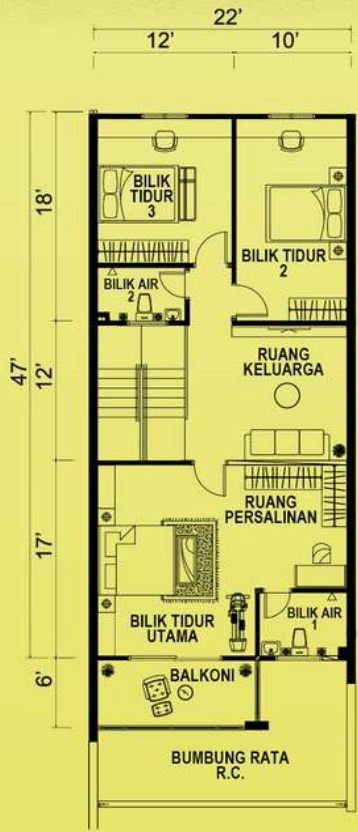 22'
12'
10'
18'
12'
47'
17'
6'
BILIK
TIDUR
3
BILIK TIDUR
2
BILIK AIR
2
RUANG
KELUARGA
RUANG
PERSALINAN
BILIK TIDUR
UTAMA
BILIK AIR
1
BALKONI
BUMBUNG RATA
R.C.